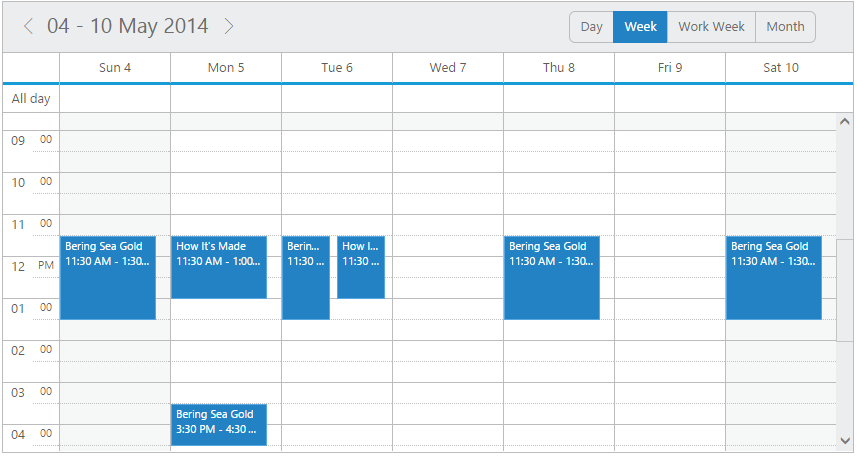 04 - 10 May 2014
Day Week Work Week Month
Sun 4 Mon 5 Tue 6 Wed 7 Thu 8 Fri 9 Sat 10
All day
09 00
10 00
11 00
Bering Sea Gold How It's Made Berin... How I... Bering Sea Gold Bering Sea Gold
11:30 AM - 1:30... 11:30 AM - 1:00... 11:30 ... 11:30 ... 11:30 AM - 1:30... 11:30 AM - 1:30...
12 PM
01 00
02 00
03 00
Bering Sea Gold
3:30 PM - 4:30 ...
04 00